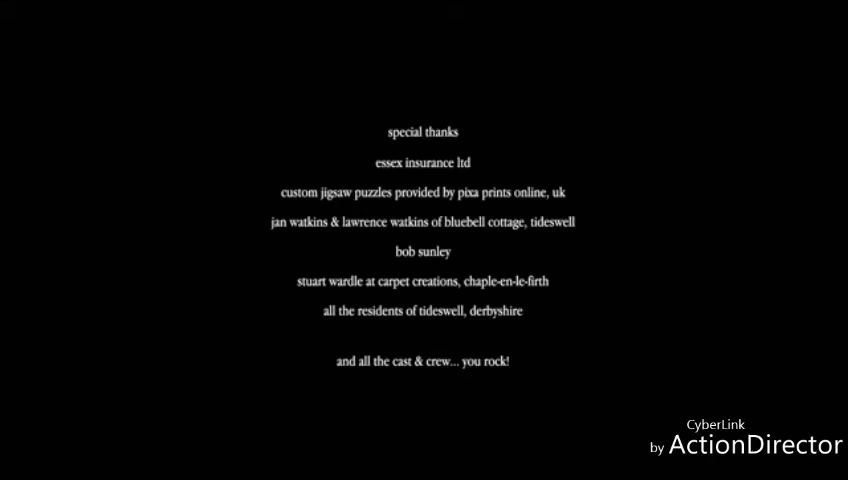 special thanks
essex insurance ltd
custom jigsaw puzzles provided by pixa prints online, uk
jan watkins & lawrence watkins of bluebell cottage, tideswell
bob sunley
stuart wardle at carpet creations, chaple-en-le-firth
all the residents of tideswell, derbyshire
and all the cast & crew... you rock!
CyberLink
by ActionDirector